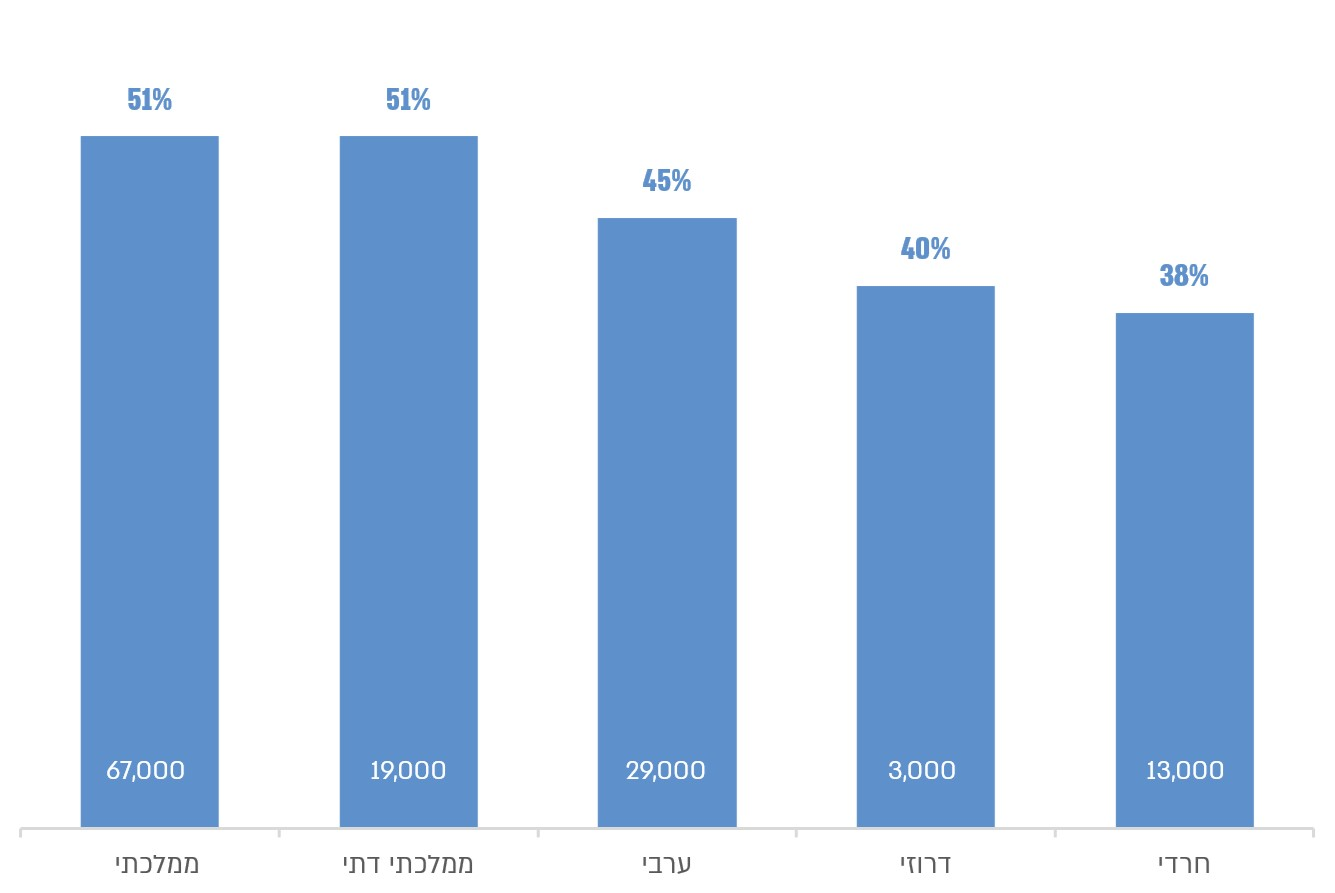 51%
51%
45%
40%
38%
67,000
19,000
29,000
3,000
13,000
ממלכתי
ממלכתי דתי
ערבי
דרוזי
חרדי